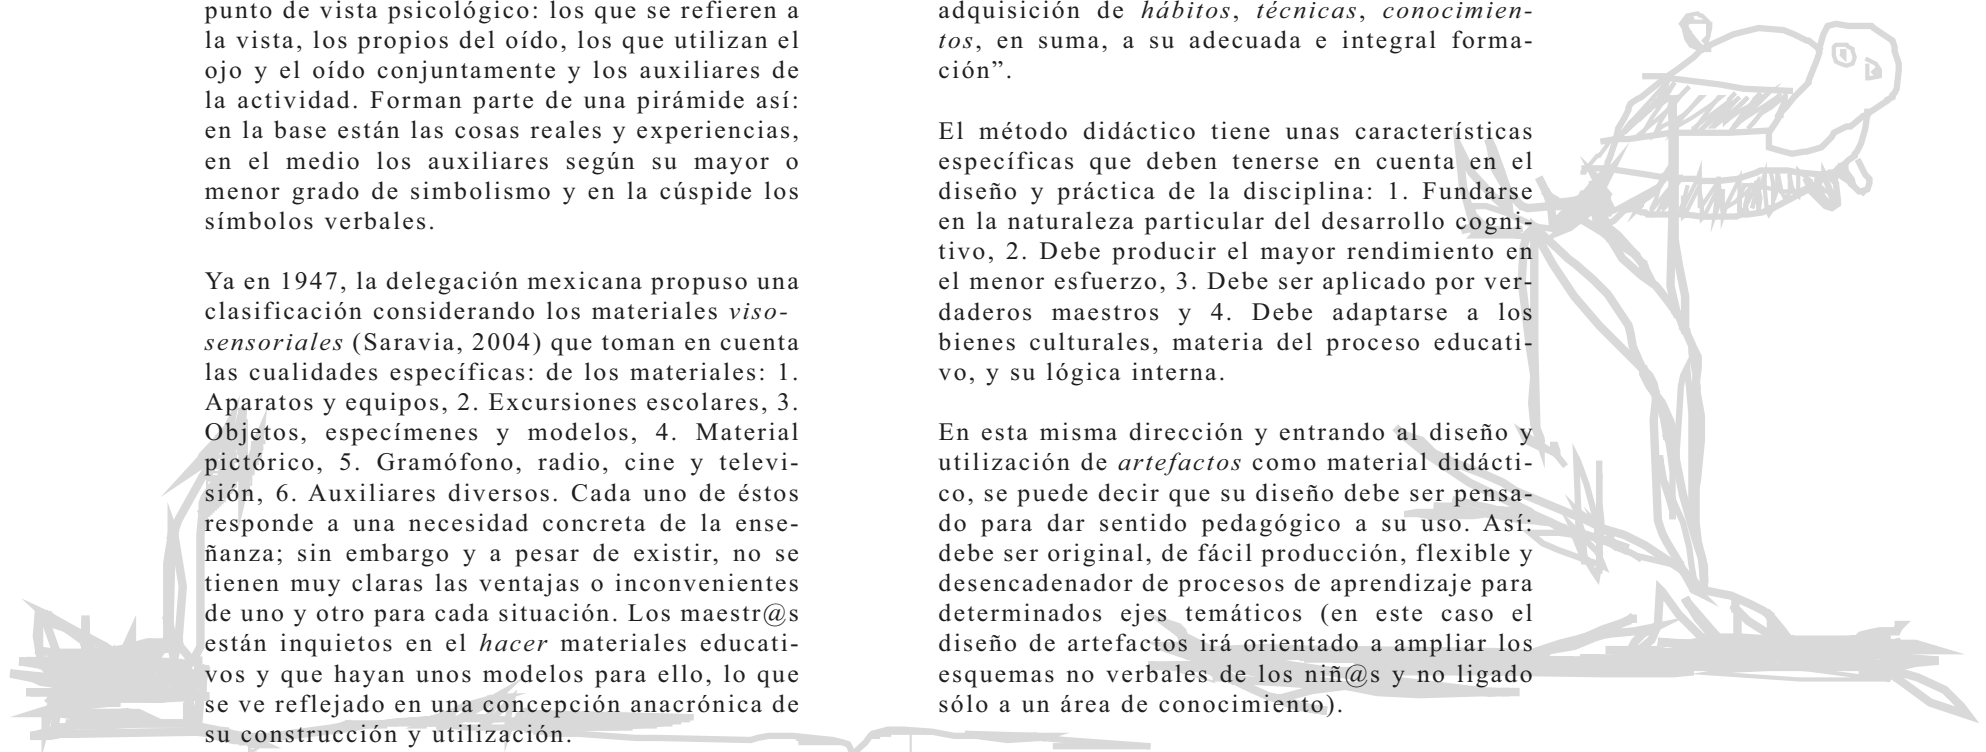 punto de vista psicológico: los que se refieren a
la vista, los propios del oído, los que utilizan el
ojo y el oído conjuntamente y los auxiliares de
la actividad. Forman parte de una pirámide así:
en la base están las cosas reales y experiencias,
en el medio los auxiliares según su mayor o
menor grado de simbolismo y en la cúspide los
símbolos verbales.
Ya en 1947, la delegación mexicana propuso una
clasificación considerando los materiales viso-
sensoriales (Saravia, 2004) que toman en cuenta
las cualidades específicas: de los materiales: 1.
Aparatos y equipos, 2. Excursiones escolares, 3.
Objetos, especímenes y modelos, 4. Material
pictórico, 5. Gramófono, radio, cine y televi-
sión, 6. Auxiliares diversos. Cada uno de éstos
responde a una necesidad concreta de la ense-
ñanza; sin embargo y a pesar de existir, no se
tienen muy claras las ventajas o inconvenientes
de uno y otro para cada situación. Los maestr@s
están inquietos en el hacer materiales educati-
vos y que hayan unos modelos para ello, lo que
se ve reflejado en una concepción anacrónica de
su construcción y utilización.
adquisición de hábitos, técnicas, conocimien-
tos, en suma, a su adecuada e integral forma-
ción”.
El método didáctico tiene unas características
específicas que deben tenerse en cuenta en el
diseño y práctica de la disciplina: 1. Fundarse
en la naturaleza particular del desarrollo cogni-
tivo, 2. Debe producir el mayor rendimiento en
el menor esfuerzo, 3. Debe ser aplicado por ver-
daderos maestros y 4. Debe adaptarse a los
bienes culturales, materia del proceso educati-
vo, y su lógica interna.
En esta misma dirección y entrando al diseño y
utilización de artefactos como material didácti-
co, se puede decir que su diseño debe ser pensa-
do para dar sentido pedagógico a su uso. Así:
debe ser original, de fácil producción, flexible y
desencadenador de procesos de aprendizaje para
determinados ejes temáticos (en este caso el
diseño de artefactos irá orientado a ampliar los
esquemas no verbales de los niñ@s y no ligado
sólo a un área de conocimiento).